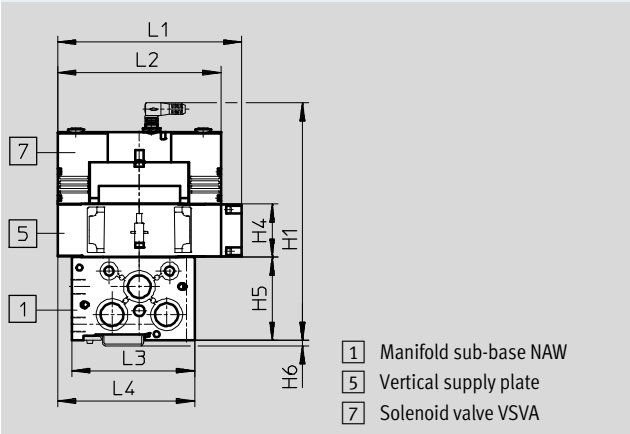 L1
L2
7
5
1
H4
H1
H5
H6
L3
L4
1 Manifold sub-base NAW
5 Vertical supply plate
7 Solenoid valve VSVA